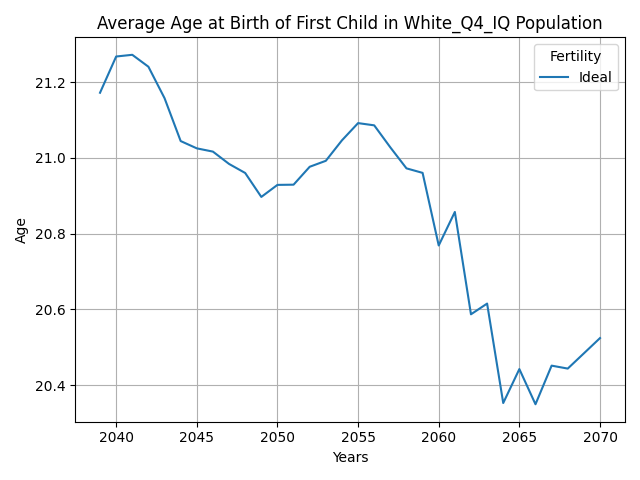 Average Age at Birth of First Child in White_Q4_IQ Population
Fertility
Ideal
21.2
21.0
20.8
20.6
20.4
Age
2040 2045 2050 2055 2060 2065 2070
Years